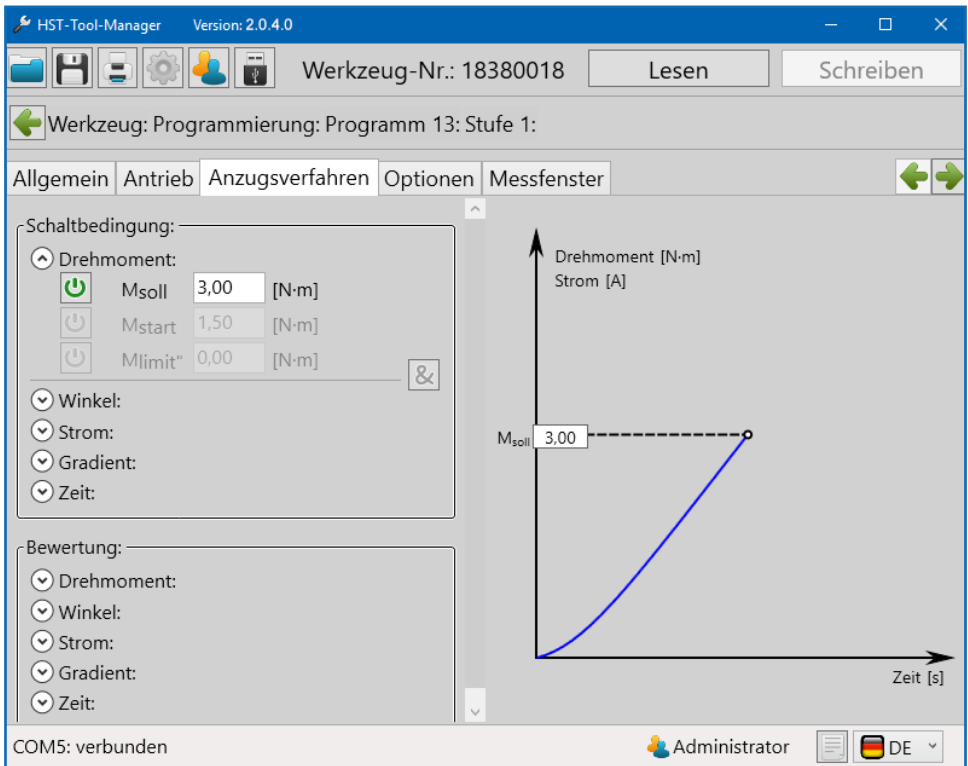 HST-Tool-Manager Version: 2.0.4.0
Werkzeug-Nr.: 18380018 Lesen Schreiben
Werkzeug: Programmierung: Programm 13: Stufe 1:
Allgemein Antrieb Anzugsverfahren Optionen Messfenster
Schaltbedingung:
Drehmoment:
Msoll 3,00 [N·m]
Mstart 1,50 [N·m]
Mlimit" 0,00 [N·m]
&
Winkel:
Strom:
Gradient:
Zeit:
Bewertung:
Drehmoment:
Winkel:
Strom:
Gradient:
Zeit:
Drehmoment [N·m]
Strom [A]
Msoll 3,00
Zeit [s]
COM5: verbunden Administrator DE